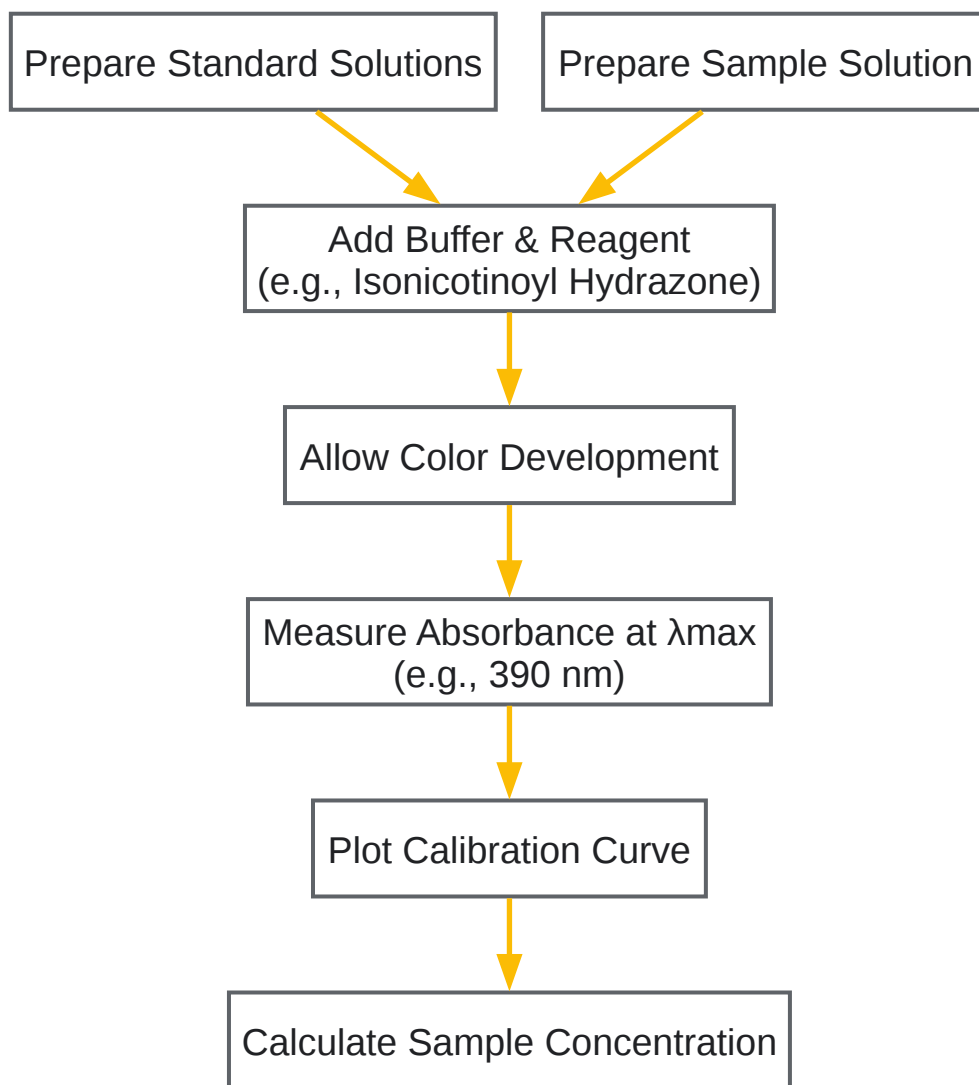 Prepare Standard Solutions
Prepare Sample Solution
Add Buffer & Reagent
(e.g., Isonicotinoyl Hydrazone)
Allow Color Development
Measure Absorbance at λmax
(e.g., 390 nm)
Plot Calibration Curve
Calculate Sample Concentration